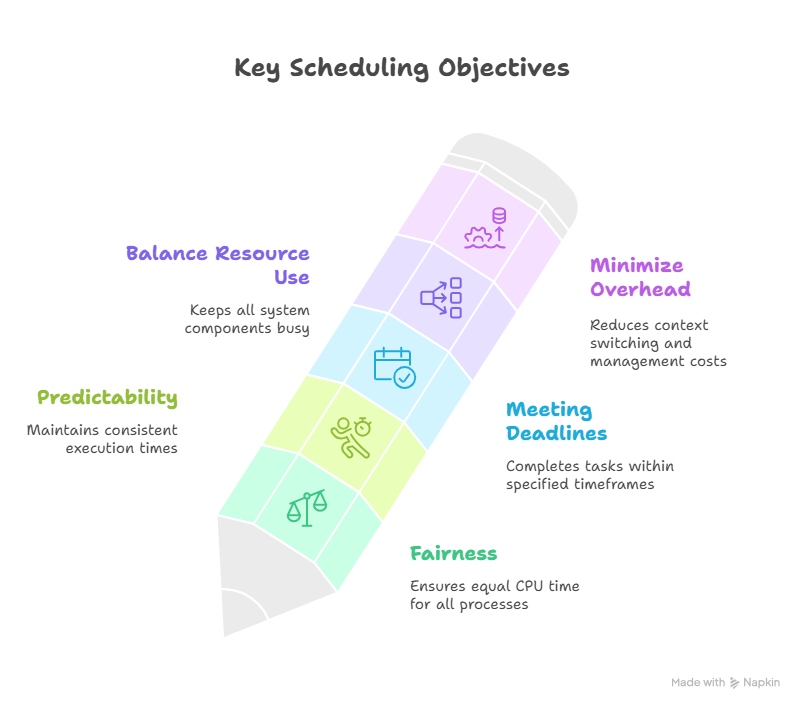 Key Scheduling Objectives
Balance Resource
Use
Keeps all system
components busy
Minimize
Overhead
Reduces context
switching and
management costs
Predictability
Maintains consistent
execution times
Meeting
Deadlines
Completes tasks within
specified timeframes
Fairness
Ensures equal CPU time
for all processes
Made with Napkin